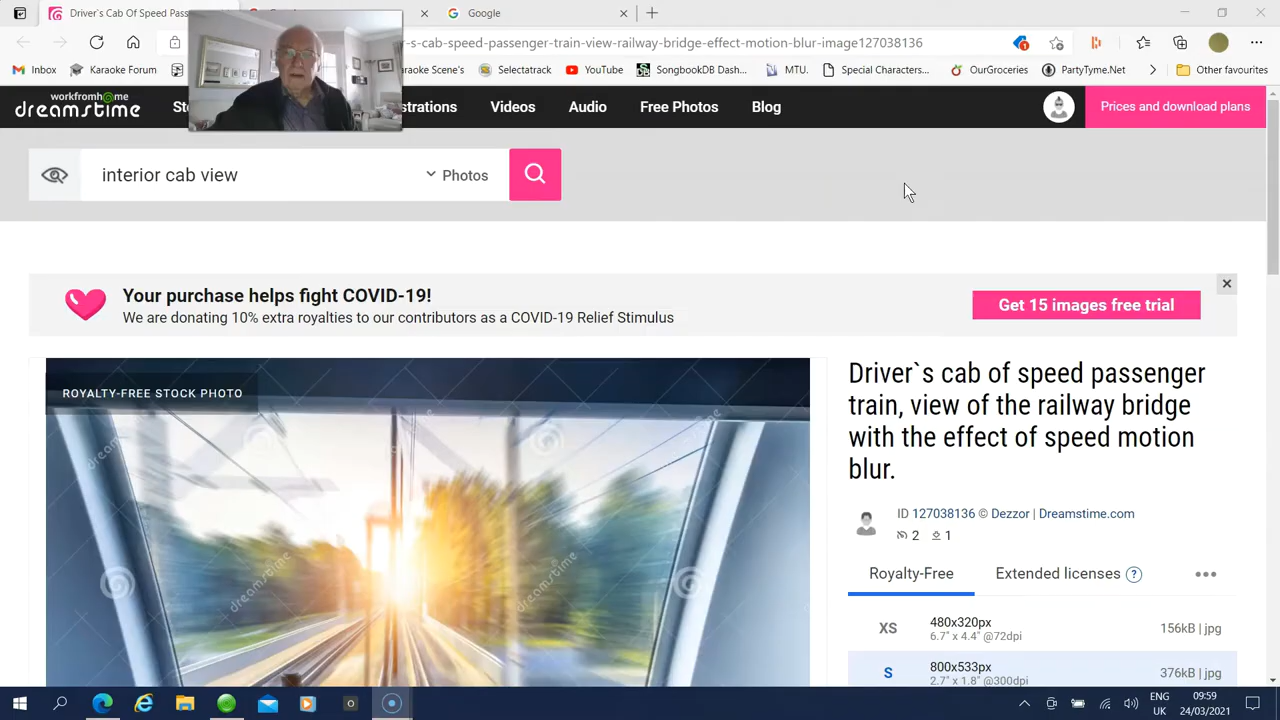 Driver's Cab Of Speed Pass
Google
-s-cab-speed-passenger-train-view-railway-bridge-effect-motion-blur-image127038136
Inbox
Karaoke Forum
araoke Scene's
Selectatrack
YouTube
SongbookDB Dash...
MTU.
Special Characters...
OurGroceries
PartyTyme.Net
Other favourites
workfromhome
dreamstime
Sto
strations
Videos
Audio
Free Photos
Blog
Prices and download plans
interior cab view
Photos
Your purchase helps fight COVID-19!
We are donating 10% extra royalties to our contributors as a COVID-19 Relief Stimulus
Get 15 images free trial
ROYALTY-FREE STOCK PHOTO
dreamstime
dreamstime
dreamstime
dreamstime
Driver`s cab of speed passenger
train, view of the railway bridge
with the effect of speed motion
blur.
ID 127038136 © Dezzor | Dreamstime.com
2 1
Royalty-Free
Extended licenses ?
XS 480x320px 156kB | jpg
6.7" x 4.4" @72dpi
S 800x533px 376kB | jpg
2.7" x 1.8" @300dpi
ENG
UK
09:59
24/03/2021